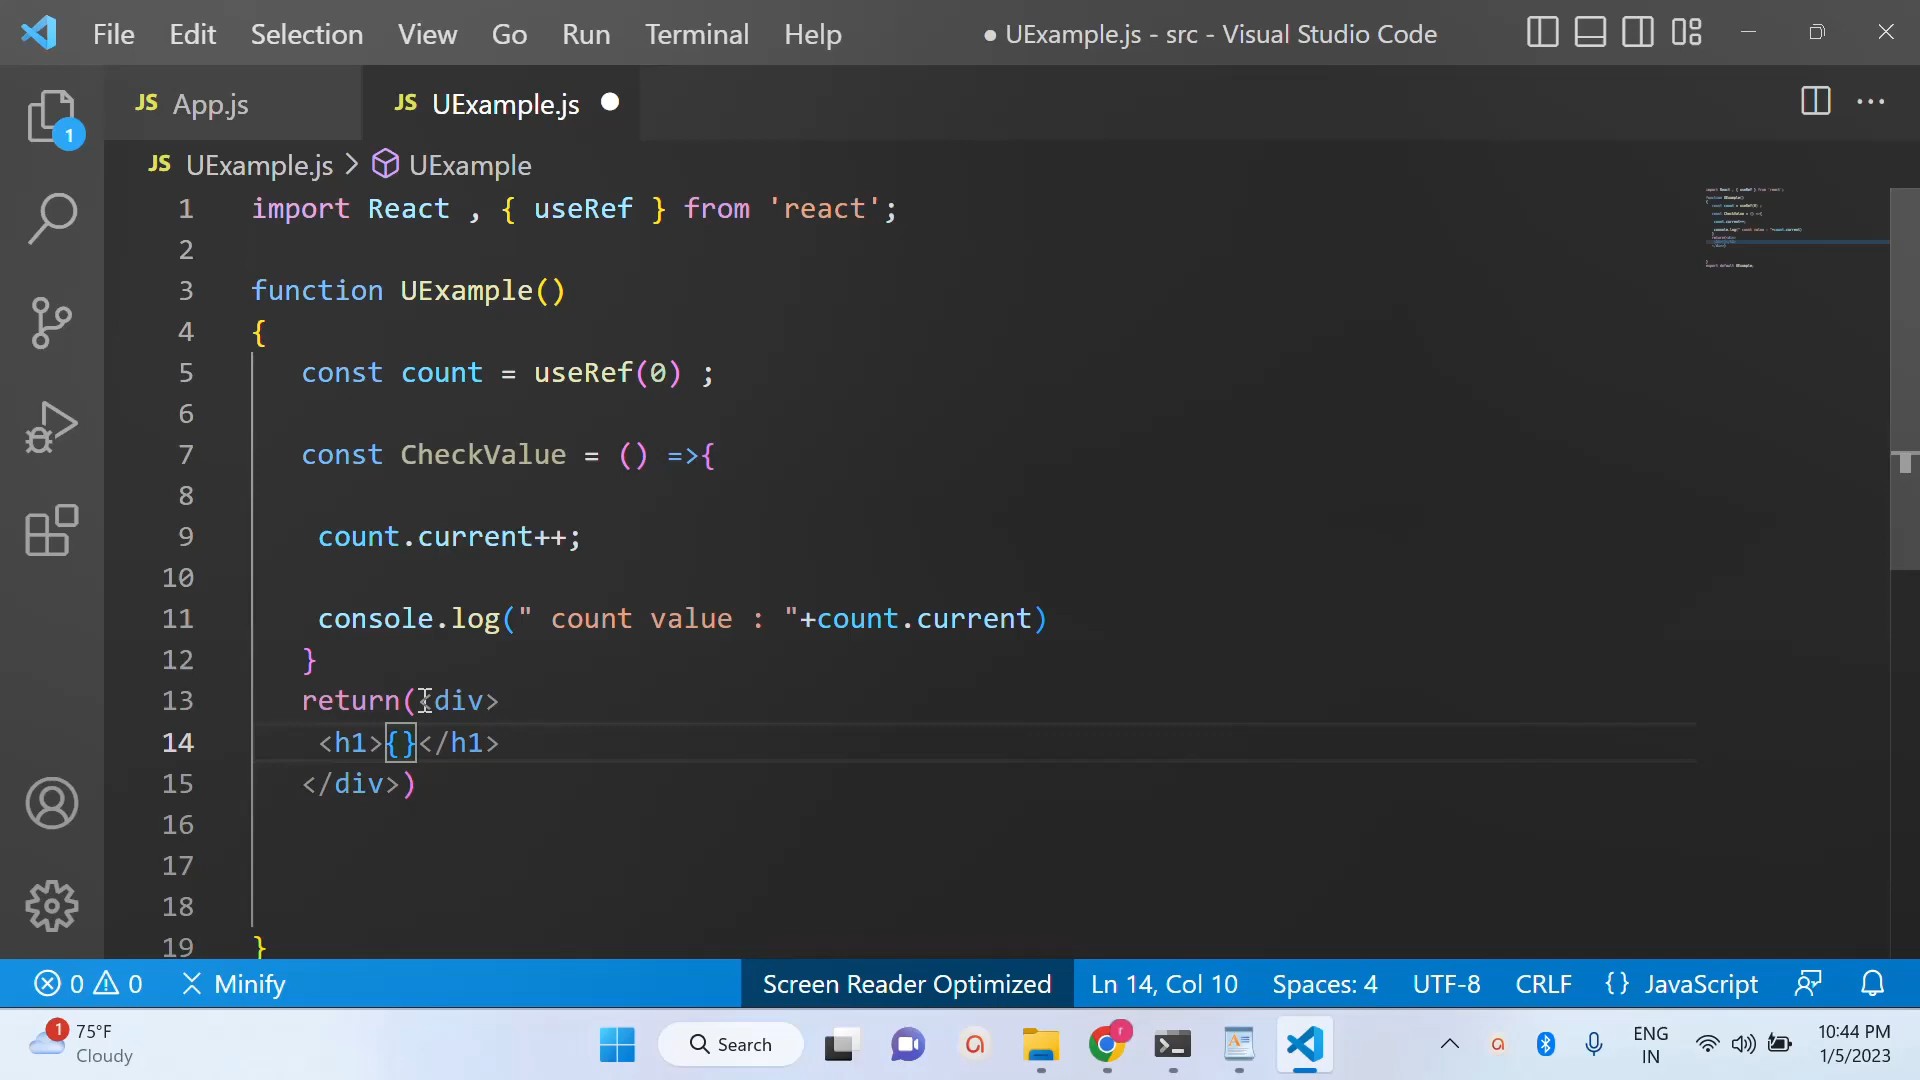 File Edit Selection View Go Run Terminal Help ● UExample.js - src - Visual Studio Code
JS App.js JS UExample.js
JS UExample.js > UExample
1 import React , { useRef } from 'react';
2
3 function UExample()
4 {
5 const count = useRef(0) ;
6
7 const CheckValue = () =>{
8
9 count.current++;
10
11 console.log(" count value : "+count.current)
12 }
13 return(<div>
14 <h1>{}</h1>
15 </div>)
16
17
18
19 }
0 0 Minify Screen Reader Optimized Ln 14, Col 10 Spaces: 4 UTF-8 CRLF {} JavaScript
1
1 75°F
Cloudy
Search
r
ENG
IN
10:44 PM
1/5/2023